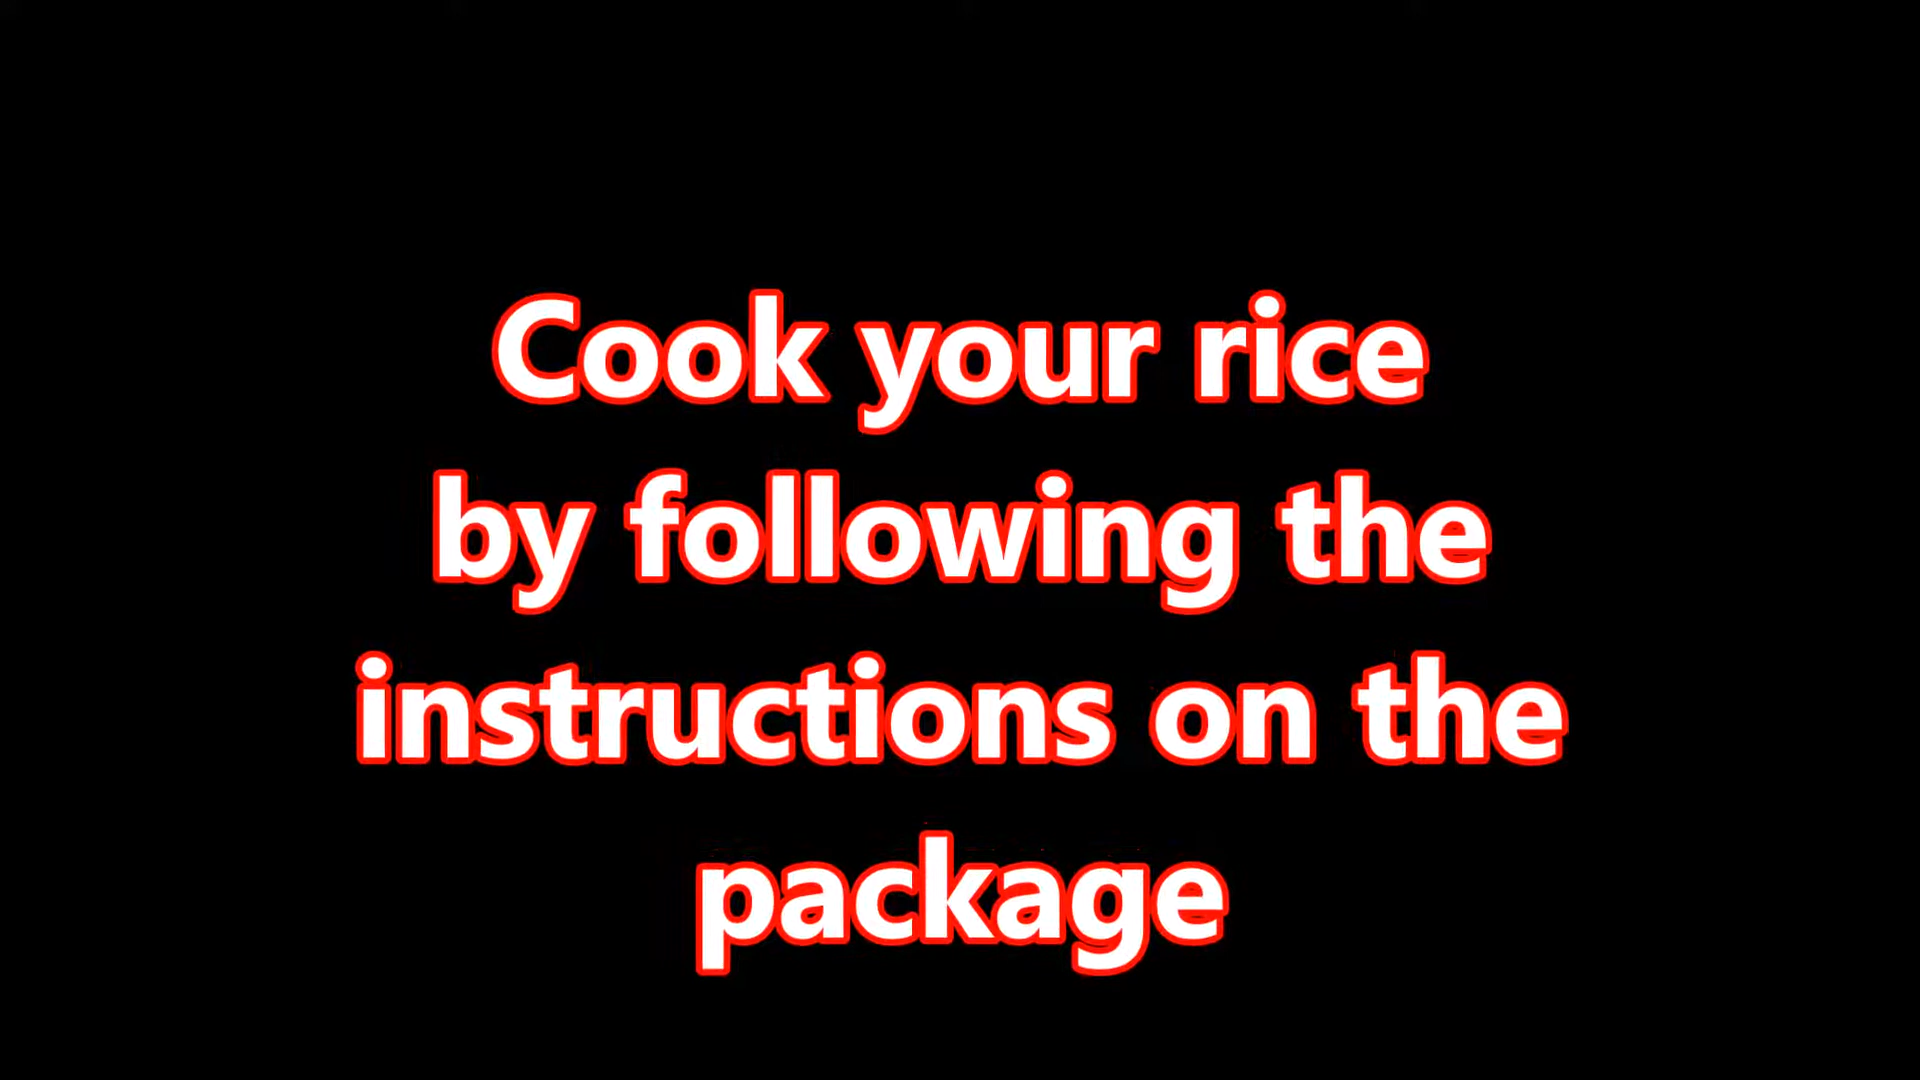 Cook your rice
by following the
instructions on the
package